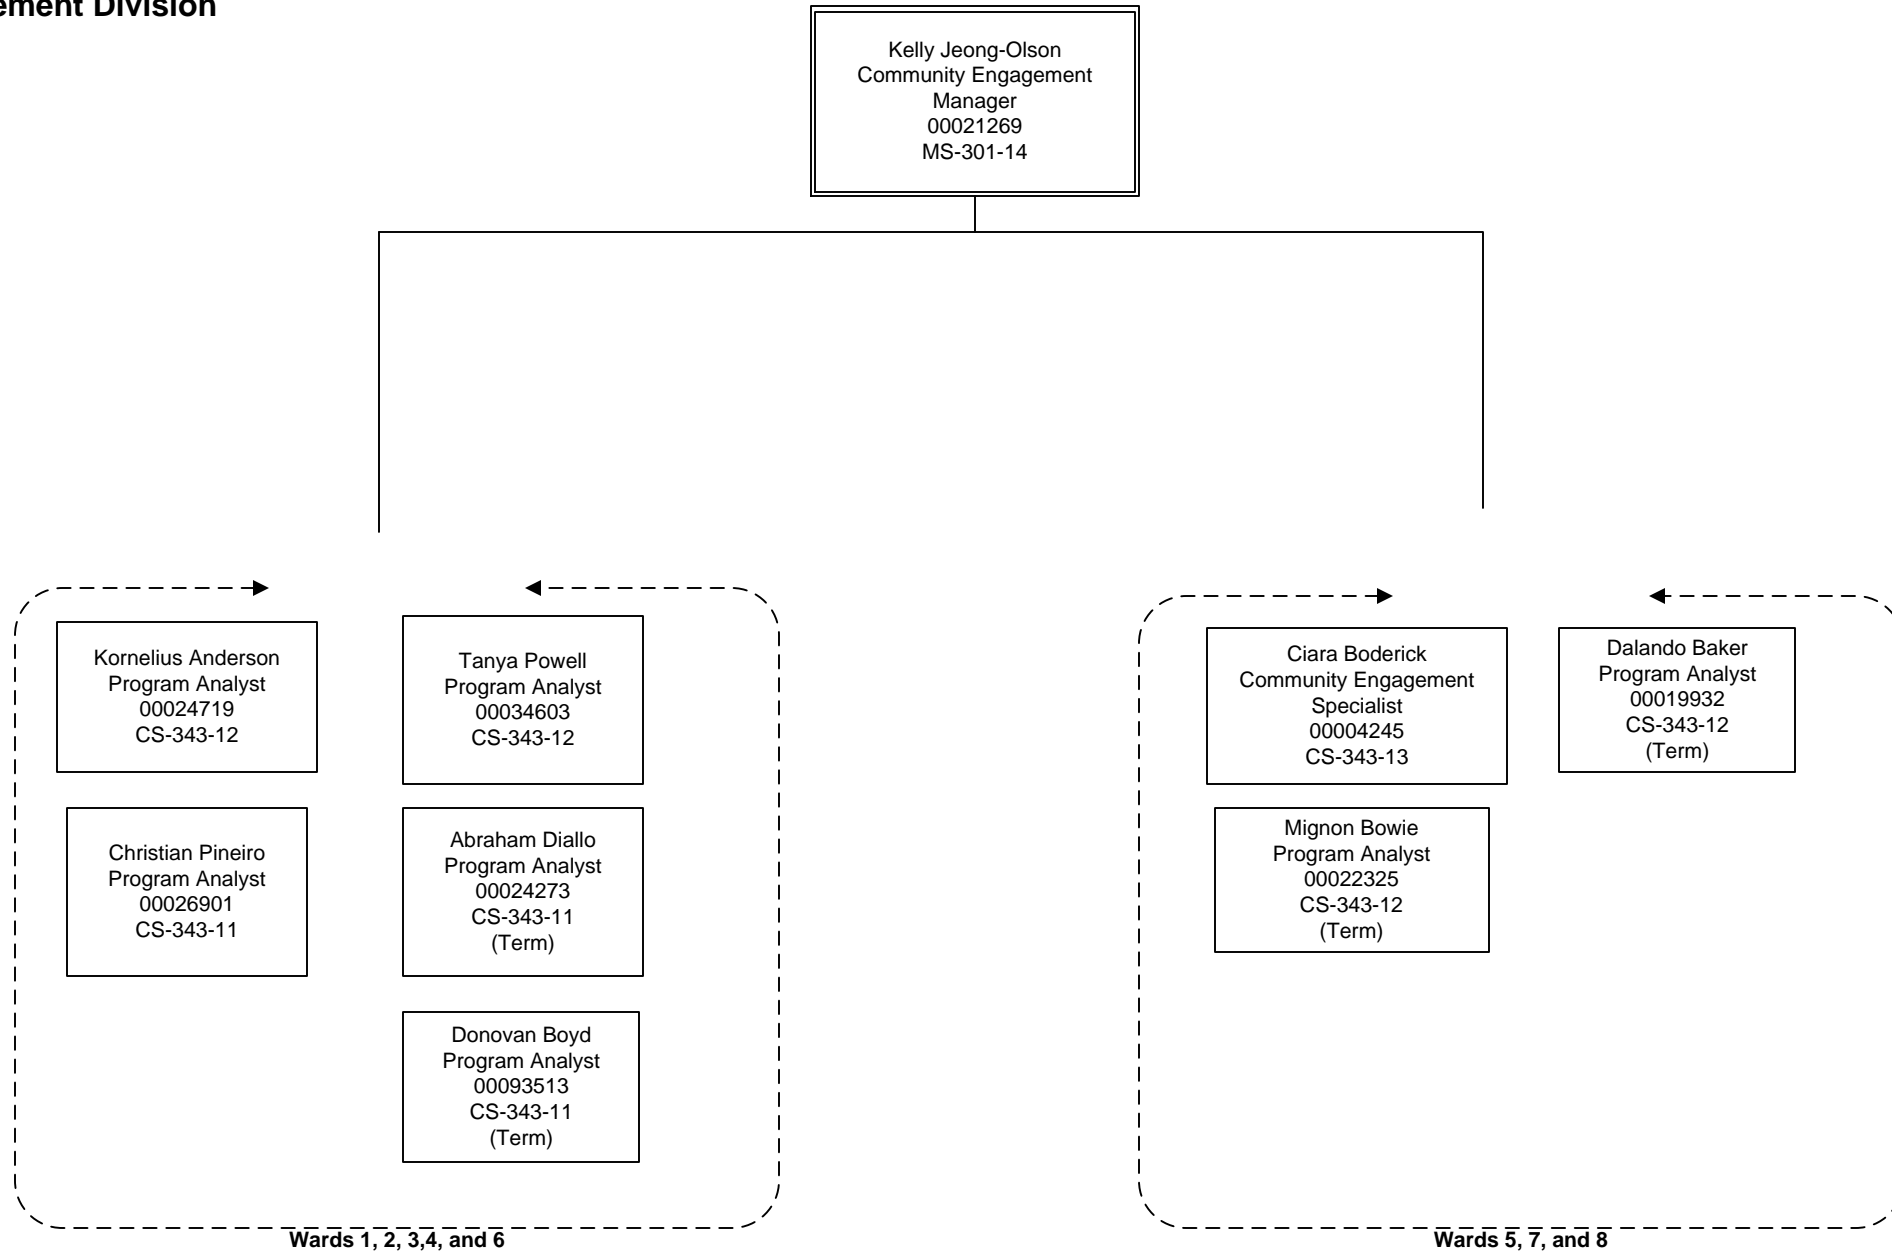 ement Division
Kelly Jeong-Olson
Community Engagement
Manager
00021269
MS-301-14
Kornelius Anderson
Program Analyst
00024719
CS-343-12
Tanya Powell
Program Analyst
00034603
CS-343-12
Christian Pineiro
Program Analyst
00026901
CS-343-11
Abraham Diallo
Program Analyst
00024273
CS-343-11
(Term)
Donovan Boyd
Program Analyst
00093513
CS-343-11
(Term)
Wards 1, 2, 3,4, and 6
Ciara Boderick
Community Engagement
Specialist
00004245
CS-343-13
Dalando Baker
Program Analyst
00019932
CS-343-12
(Term)
Mignon Bowie
Program Analyst
00022325
CS-343-12
(Term)
Wards 5, 7, and 8